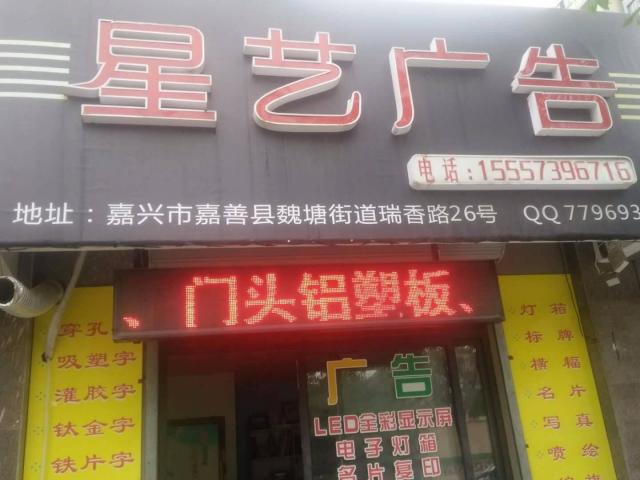 星艺广告
电话:15557396716
地址：嘉兴市嘉善县魏塘街道瑞香路26号 QQ779693
、门头铝塑板、
穿孔
吸塑字
灌胶字
钛金字
铁片字
广告
LED全彩显示屏
电子灯箱
名片复印
灯箱
标牌
横幅
名片
写真
喷绘